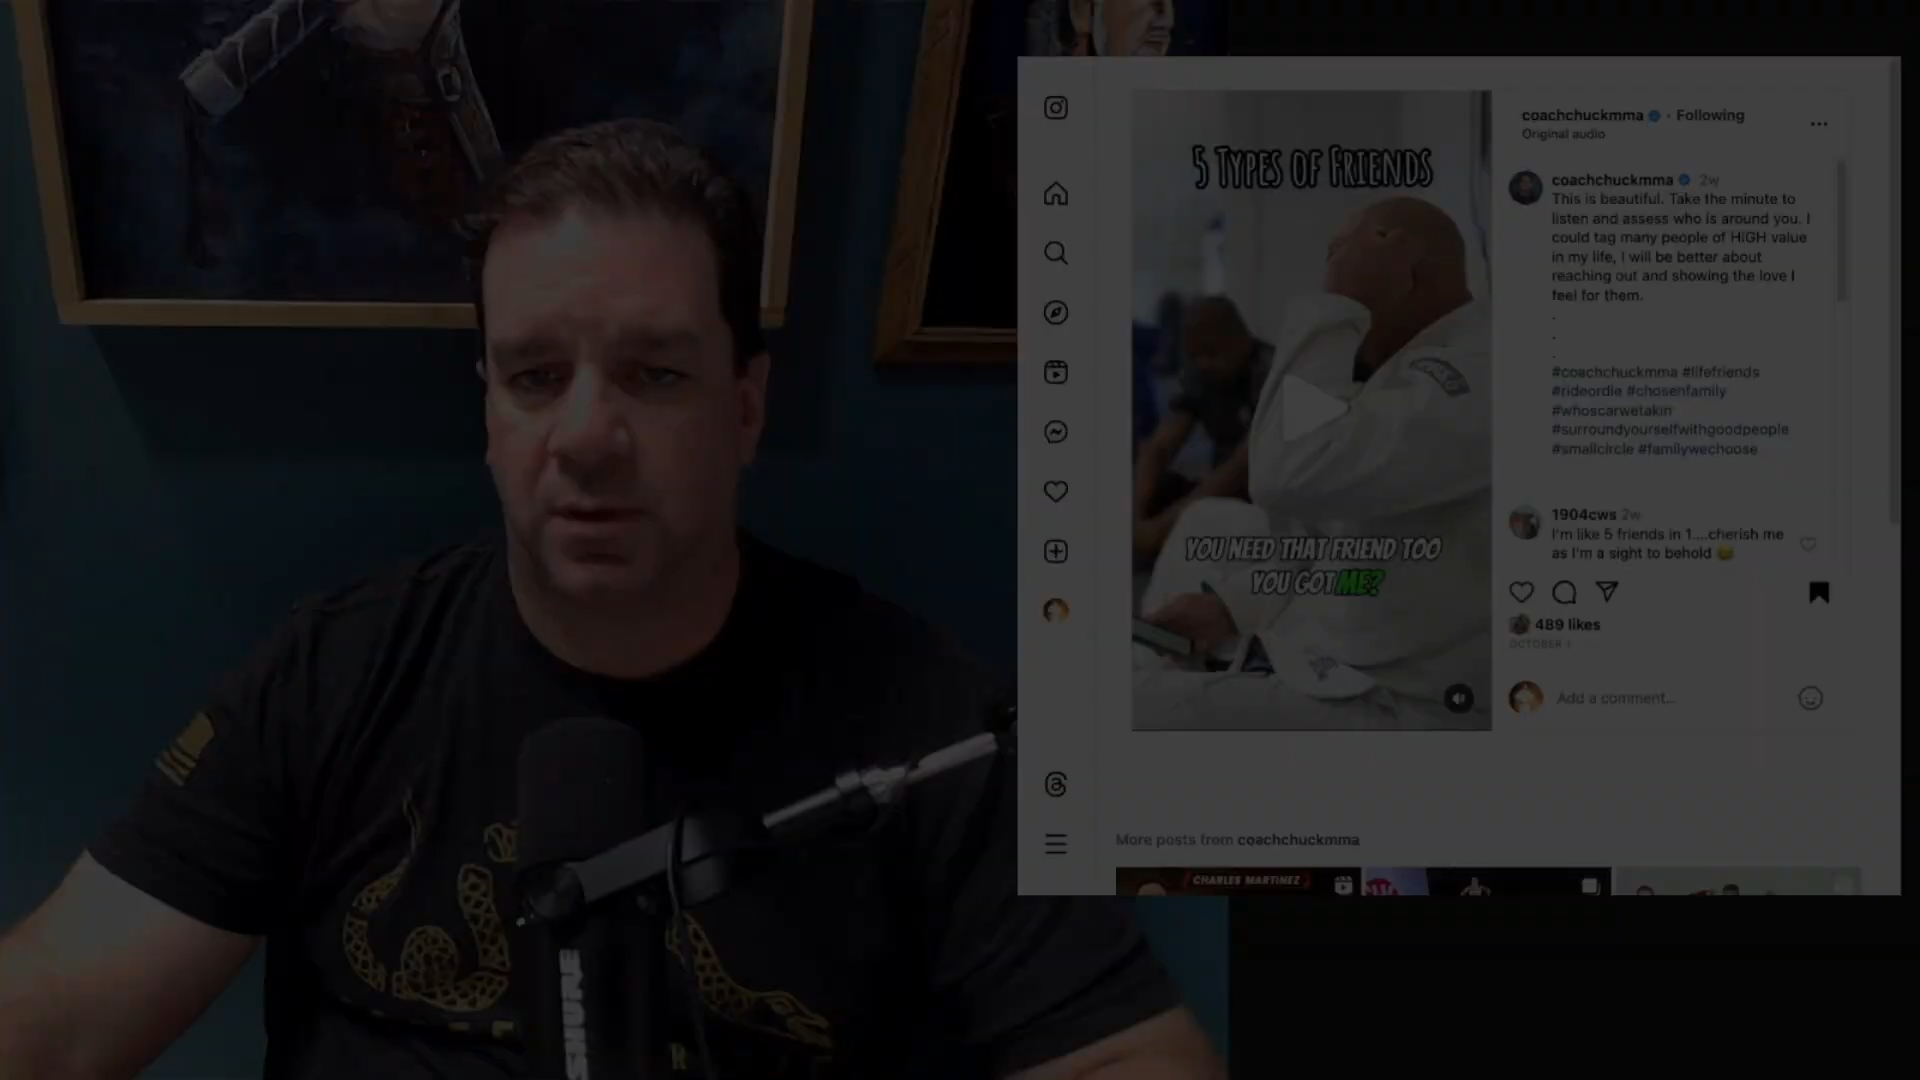 5 TYPES OF FRIENDS
YOU NEED THAT FRIEND TOO
YOU GOT ME?
coachchuckmma • Following
Original audio
coachchuckmma 2w
This is beautiful. Take the minute to
listen and assess who is around you. I
could tag many people of HIGH value
in my life, I will be better about
reaching out and showing the love I
feel for them.
.
.
.
#coachchuckmma #lifefriends
#rideordie #chosenfamily
#whoscarwetakin
#surroundyourselfwithgoodpeople
#smallcircle #familywechoose
1904cws 2w
I'm like 5 friends in 1....cherish me
as I'm a sight to behold 😂
489 likes
OCTOBER
Add a comment...
More posts from coachchuckmma
CHARLES MARTINEZ
SHURE